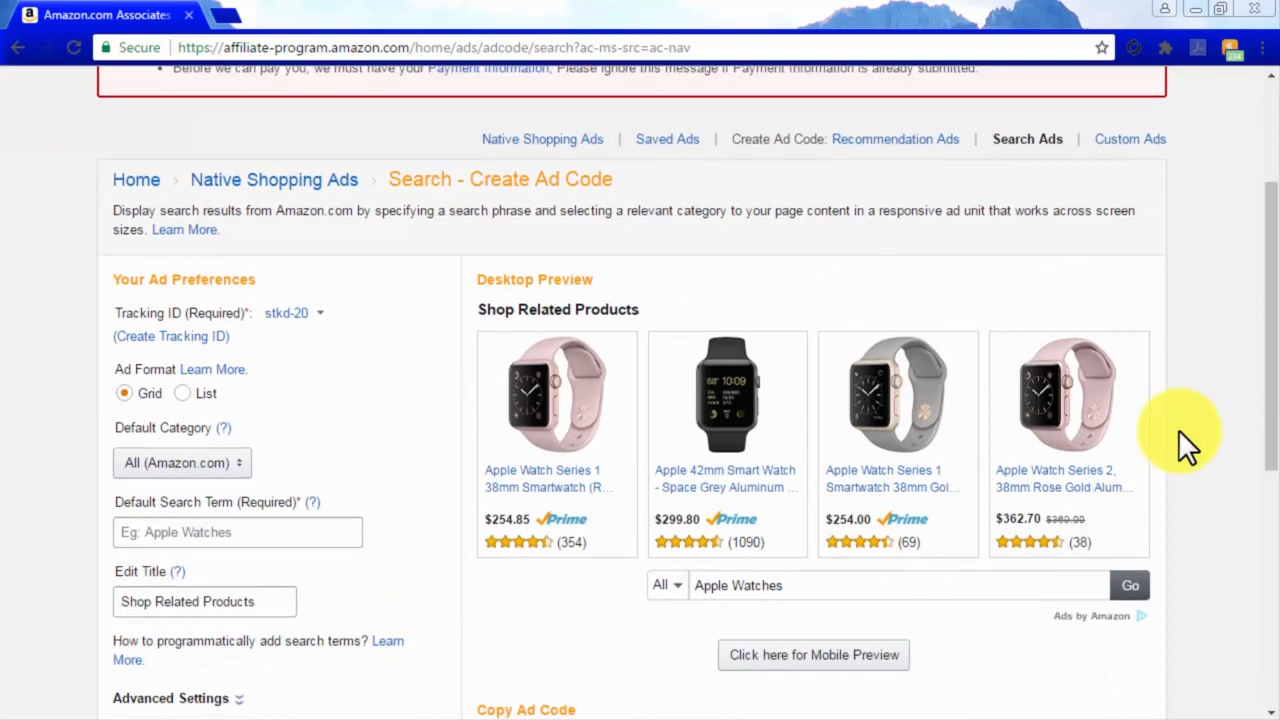 Amazon.com Associates
Secure https://affiliate-program.amazon.com/home/ads/adcode/search?ac-ms-src=ac-nav
Before we can pay you, we must have your Payment Information. Please ignore this message if Payment Information is already submitted.
Native Shopping Ads | Saved Ads | Create Ad Code: Recommendation Ads | Search Ads | Custom Ads
Home › Native Shopping Ads › Search - Create Ad Code
Display search results from Amazon.com by specifying a search phrase and selecting a relevant category to your page content in a responsive ad unit that works across screen
sizes. Learn More.
Your Ad Preferences
Tracking ID (Required)*: stkd-20
(Create Tracking ID)
Ad Format Learn More.
Grid List
Default Category (?)
All (Amazon.com)
Default Search Term (Required)* (?)
Eg: Apple Watches
Edit Title (?)
Shop Related Products
How to programmatically add search terms? Learn
More.
Advanced Settings
Desktop Preview
Shop Related Products
68° 10:09
Apple Watch Series 1
38mm Smartwatch (R...
$254.85 Prime
(354)
Apple 42mm Smart Watch
- Space Grey Aluminum ...
$299.80 Prime
(1090)
Apple Watch Series 1
Smartwatch 38mm Gol...
$254.00 Prime
(69)
Apple Watch Series 2,
38mm Rose Gold Alum...
$362.70 $369.00
(38)
All Apple Watches Go
Ads by Amazon
Click here for Mobile Preview
Copy Ad Code